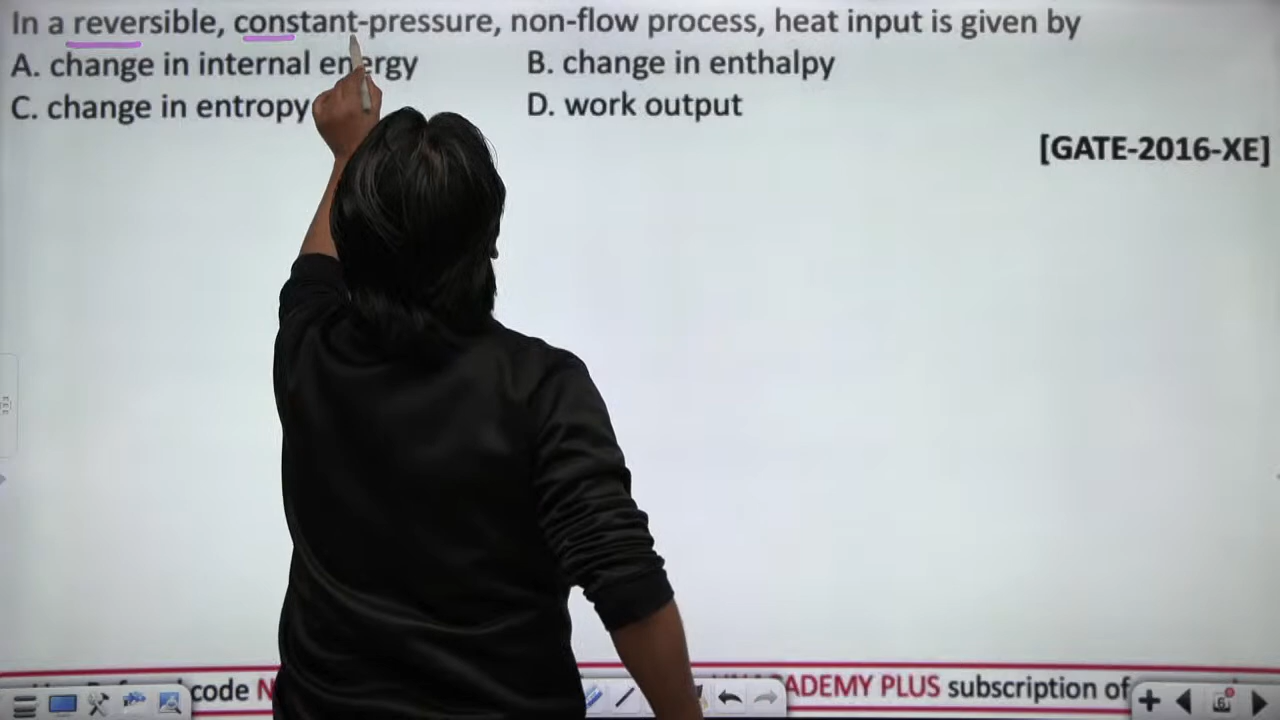 In a reversible, constant-pressure, non-flow process, heat input is given by
A. change in internal energy B. change in enthalpy
C. change in entropy D. work output
[GATE-2016-XE]
code ACADEMY PLUS subscription of